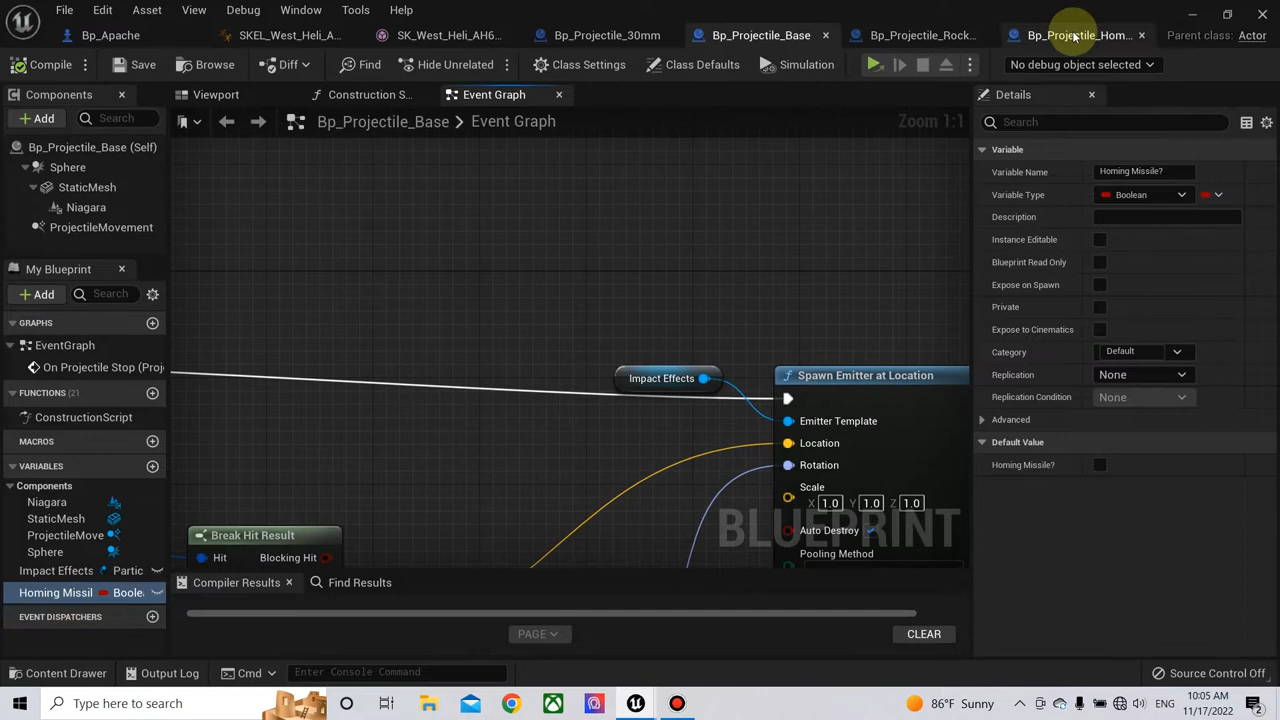 File Edit Asset View Debug Window Tools Help
Bp_Apache SKEL_West_Heli_A... SK_West_Heli_AH6... Bp_Projectile_30mm Bp_Projectile_Base Bp_Projectile_Rock... Bp_Projectile_Hom... Parent class: Actor
Compile Save Browse Diff Find Hide Unrelated Class Settings Class Defaults Simulation No debug object selected
Components Viewport Construction S... Event Graph Details
+ Add Search Bp_Projectile_Base > Event Graph Zoom 1:1 Search
Bp_Projectile_Base (Self) Variable
Sphere Variable Name Homing Missile?
StaticMesh Variable Type Boolean
Niagara Description
ProjectileMovement Instance Editable
My Blueprint Blueprint Read Only
+ Add Search Expose on Spawn
GRAPHS Private
EventGraph Expose to Cinematics
On Projectile Stop (Proj Category Default
FUNCTIONS (21 Replication None
ConstructionScript Replication Condition None
MACROS Advanced
VARIABLES Default Value
Components Homing Missile?
Niagara
StaticMesh
ProjectileMove
Sphere
Impact Effects Partic
Homing Missil Boolea
EVENT DISPATCHERS
Impact Effects
Spawn Emitter at Location
Emitter Template
Location
Rotation
Scale
X 1.0 Y 1.0 Z 1.0
Auto Destroy
Pooling Method
BLUEPRINT
Break Hit Result
Hit Blocking Hit
Compiler Results Find Results
PAGE CLEAR
Content Drawer Output Log Cmd Enter Console Command Source Control Off
Type here to search 86°F Sunny ENG 10:05 AM
11/17/2022 2